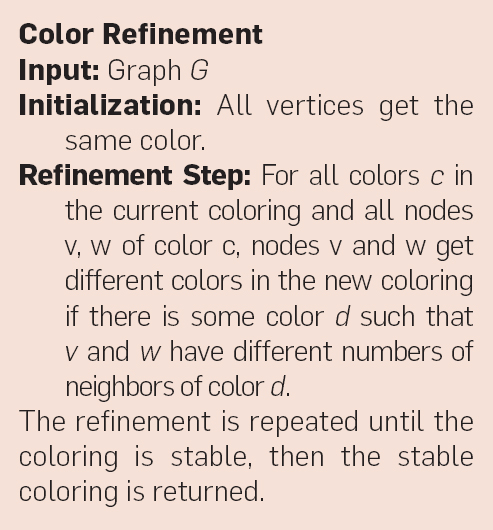 Color Refinement
Input: Graph G
Initialization: All vertices get the
same color.
Refinement Step: For all colors c in
the current coloring and all nodes
v, w of color c, nodes v and w get
different colors in the new coloring
if there is some color d such that
v and w have different numbers of
neighbors of color d.
The refinement is repeated until the
coloring is stable, then the stable
coloring is returned.